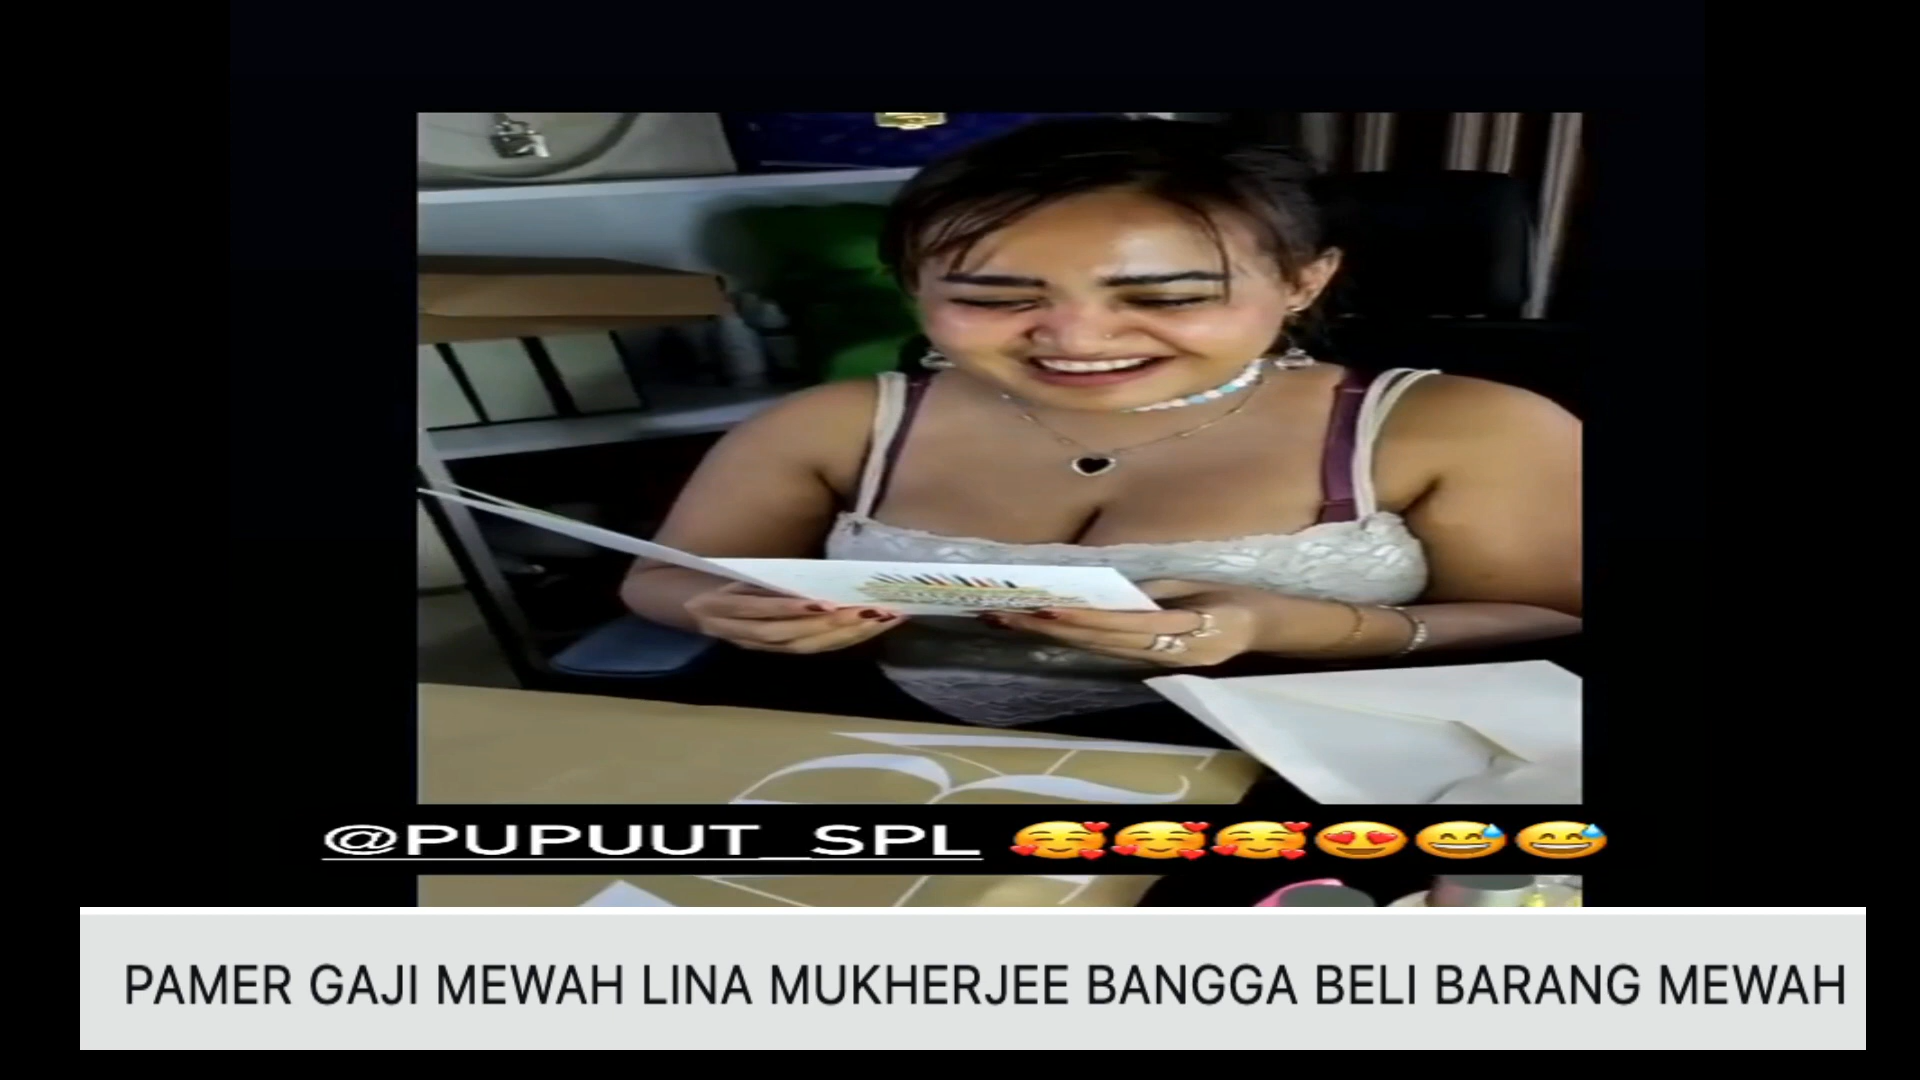 @PUPUUT_SPL 🥰🥰🥰😍😅😅
PAMER GAJI MEWAH LINA MUKHERJEE BANGGA BELI BARANG MEWAH